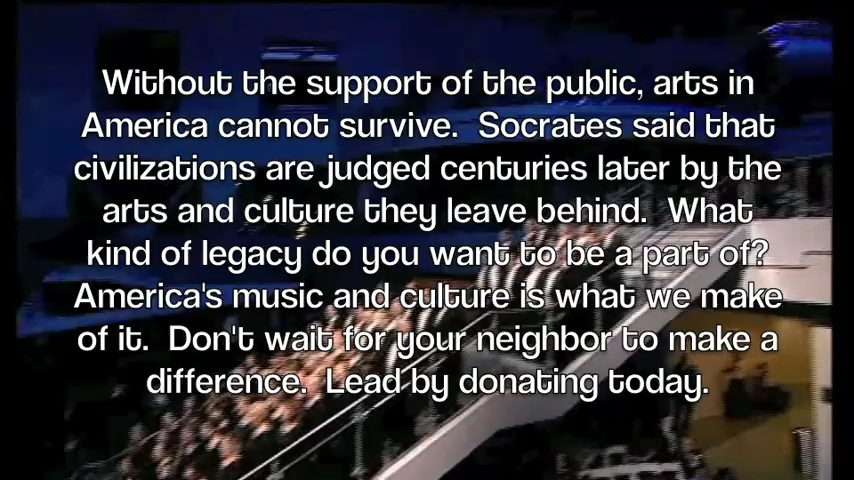 Without the support of the public, arts in
America cannot survive.  Socrates said that
civilizations are judged centuries later by the
arts and culture they leave behind.  What
kind of legacy do you want to be a part of?
America's music and culture is what we make
of it.  Don't wait for your neighbor to make a
difference.  Lead by donating today.